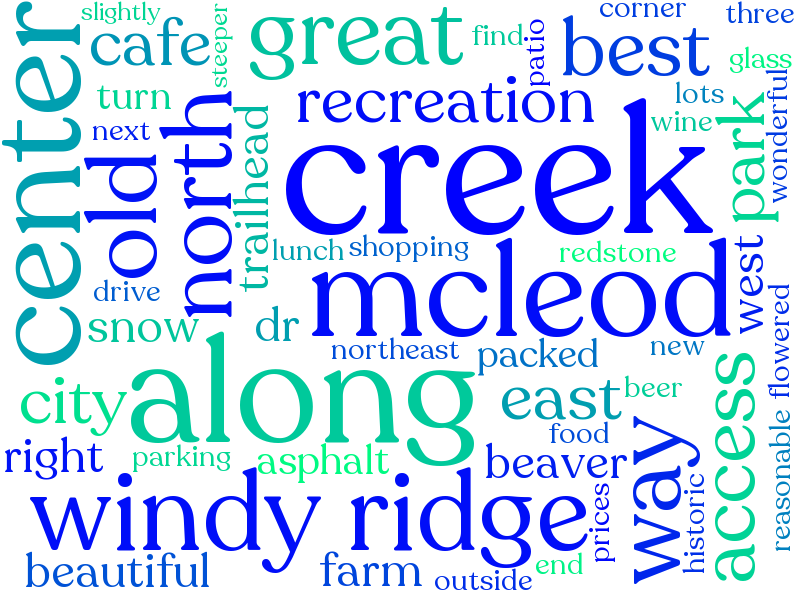 slightly
center
cafe
steeper
great
find
patio
corner
three
best
glass
turn
next
north
old
recreation
lots
wine
park
wonderful
trailhead
creek
lunch
shopping
redstone
west
drive
mcleod
snow
dr
northeast
packed
new
flowered
along
city
east
beer
access
reasonable
right
parking
asphalt
food
beaver
way
historic
windy ridge
prices
beautiful
farm
outside
end